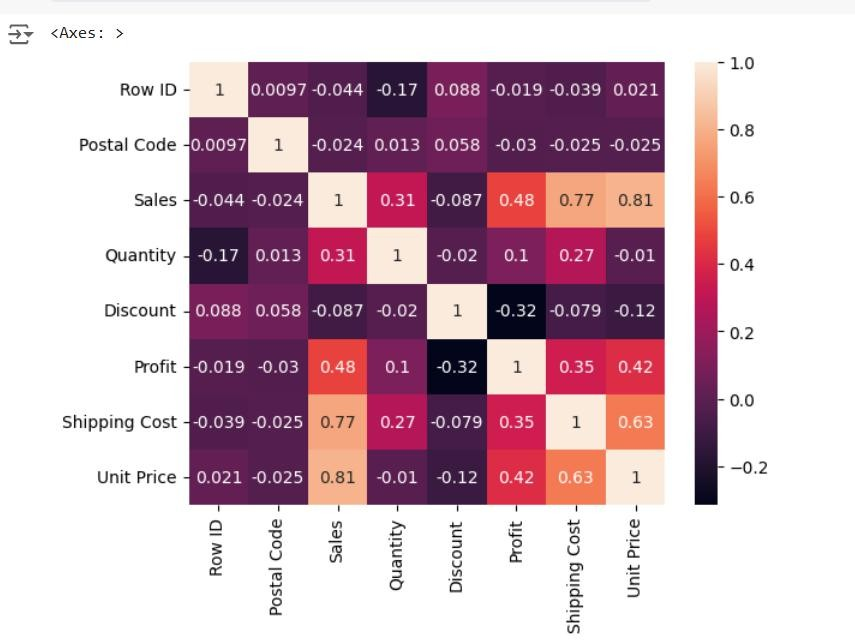 <Axes: >
Row ID 1 0.0097 -0.044 -0.17 0.088 -0.019 -0.039 0.021
Postal Code 0.0097 1 -0.024 0.013 0.058 -0.03 -0.025 -0.025
Sales -0.044 -0.024 1 0.31 -0.087 0.48 0.77 0.81
Quantity -0.17 0.013 0.31 1 -0.02 0.1 0.27 -0.01
Discount 0.088 0.058 -0.087 -0.02 1 -0.32 -0.079 -0.12
Profit -0.019 -0.03 0.48 0.1 -0.32 1 0.35 0.42
Shipping Cost -0.039 -0.025 0.77 0.27 -0.079 0.35 1 0.63
Unit Price 0.021 -0.025 0.81 -0.01 -0.12 0.42 0.63 1
Row ID
Postal Code
Sales
Quantity
Discount
Profit
Shipping Cost
Unit Price
1.0
0.8
0.6
0.4
0.2
0.0
−0.2